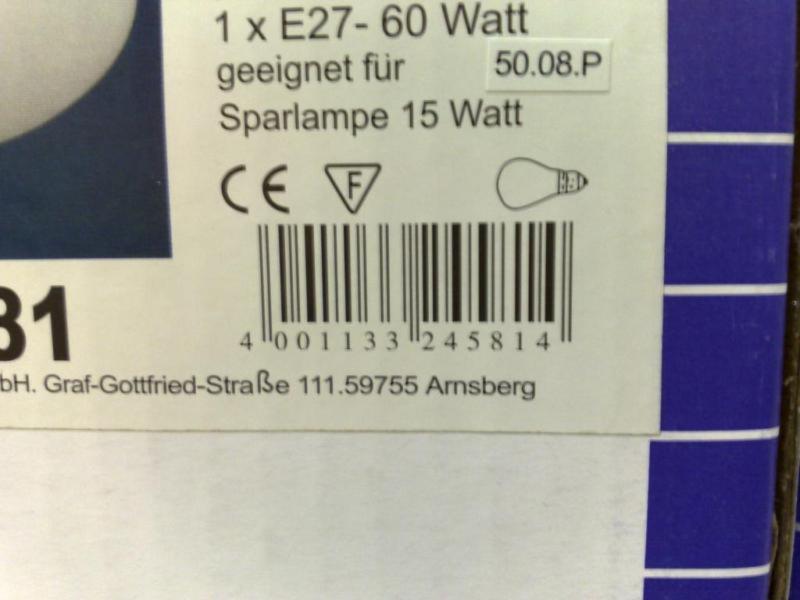 1 x E27- 60 Watt
geeignet für
50.08.P
Sparlampe 15 Watt
CE F
4 001133 245814
31
bH. Graf-Gottfried-Straße 111.59755 Arnsberg